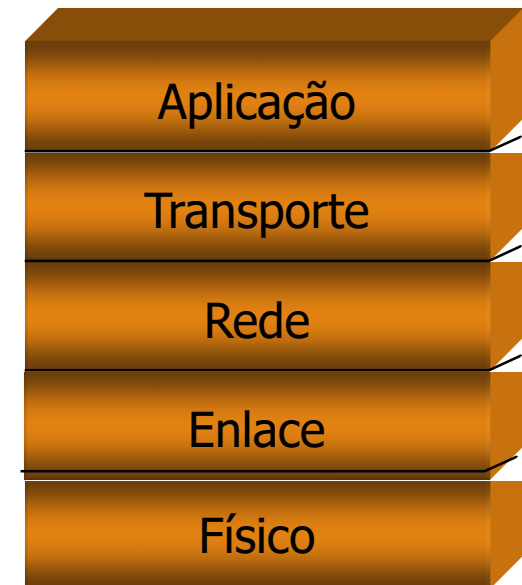 Aplicação
Transporte
Rede
Enlace
Físico